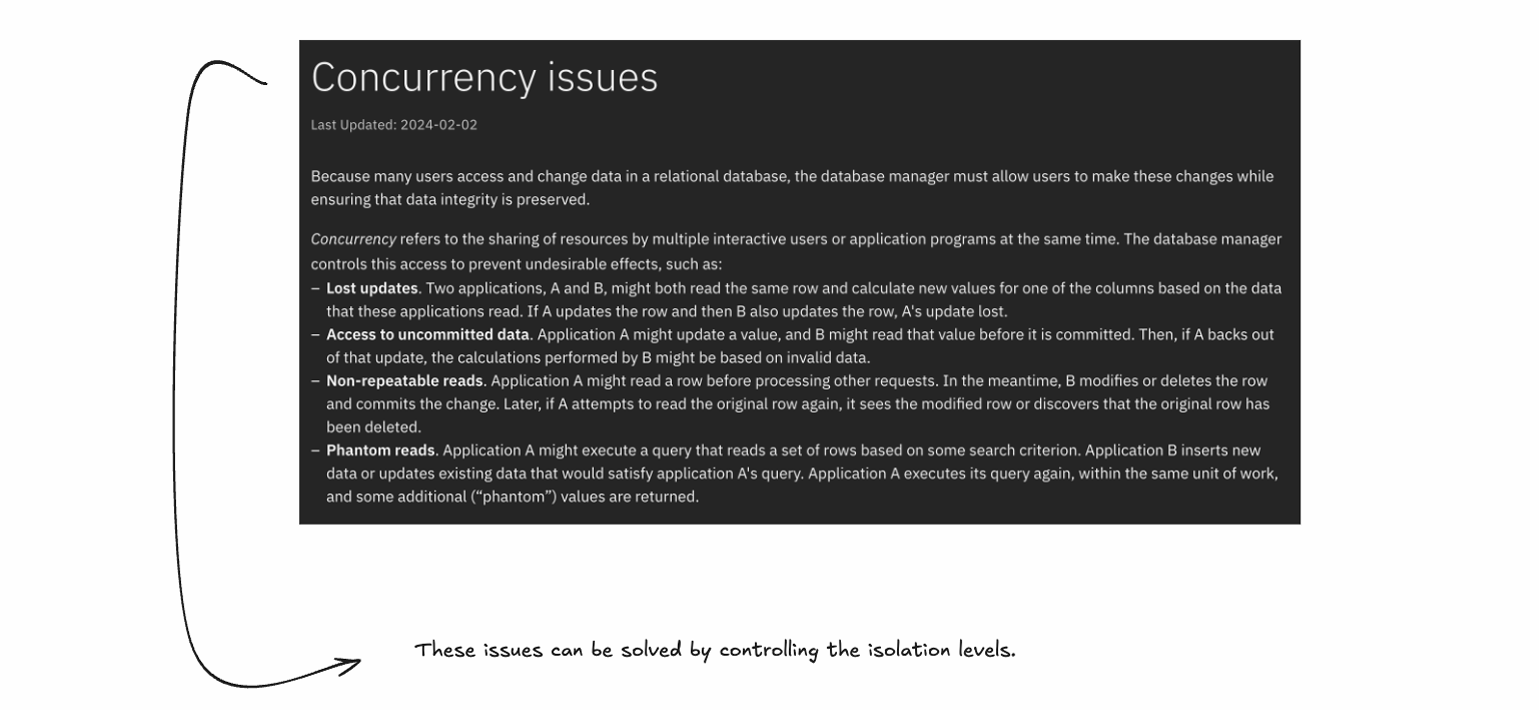 Concurrency issues
Last Updated: 2024-02-02
Because many users access and change data in a relational database, the database manager must allow users to make these changes while
ensuring that data integrity is preserved.
Concurrency refers to the sharing of resources by multiple interactive users or application programs at the same time. The database manager
controls this access to prevent undesirable effects, such as:
– Lost updates. Two applications, A and B, might both read the same row and calculate new values for one of the columns based on the data
that these applications read. If A updates the row and then B also updates the row, A's update lost.
– Access to uncommitted data. Application A might update a value, and B might read that value before it is committed. Then, if A backs out
of that update, the calculations performed by B might be based on invalid data.
– Non-repeatable reads. Application A might read a row before processing other requests. In the meantime, B modifies or deletes the row
and commits the change. Later, if A attempts to read the original row again, it sees the modified row or discovers that the original row has
been deleted.
– Phantom reads. Application A might execute a query that reads a set of rows based on some search criterion. Application B inserts new
data or updates existing data that would satisfy application A's query. Application A executes its query again, within the same unit of work,
and some additional (“phantom”) values are returned.
These issues can be solved by controlling the isolation levels.